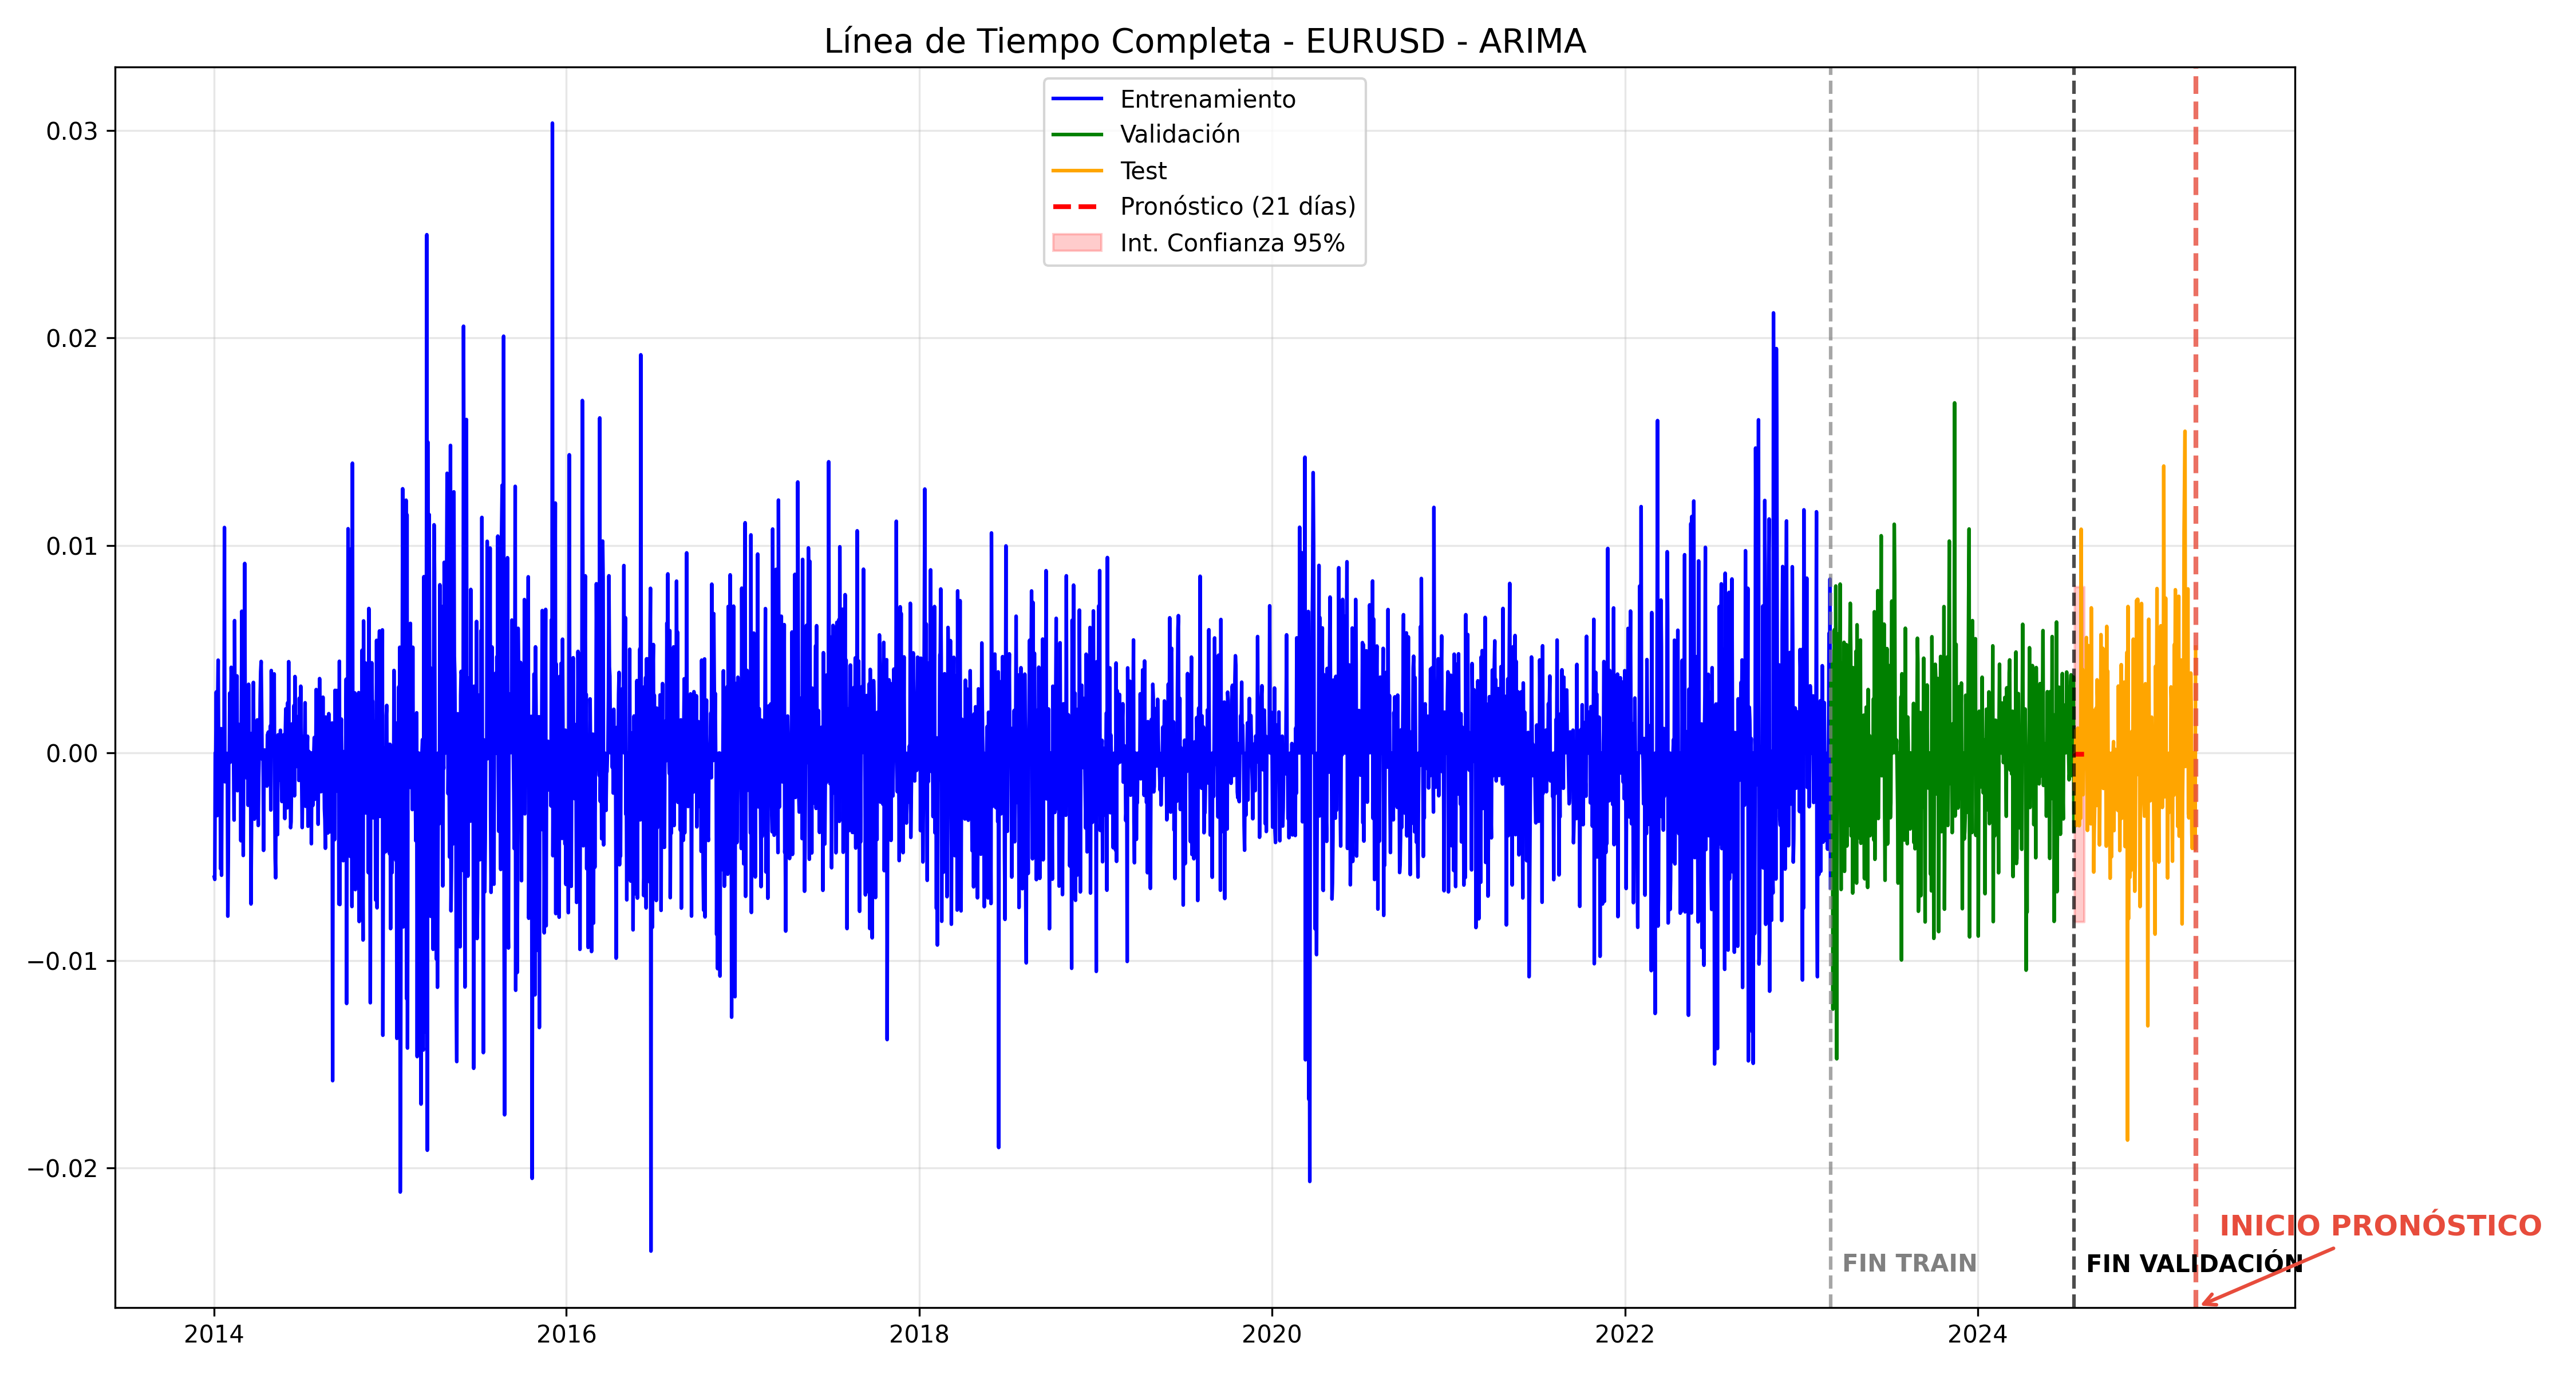 Línea de Tiempo Completa - EURUSD - ARIMA
Entrenamiento
Validación
Test
Pronóstico (21 días)
Int. Confianza 95%
0.03
0.02
0.01
0.00
−0.01
−0.02
INICIO PRONÓSTICO
FIN TRAIN
FIN VALIDACIÓN
2014 2016 2018 2020 2022 2024